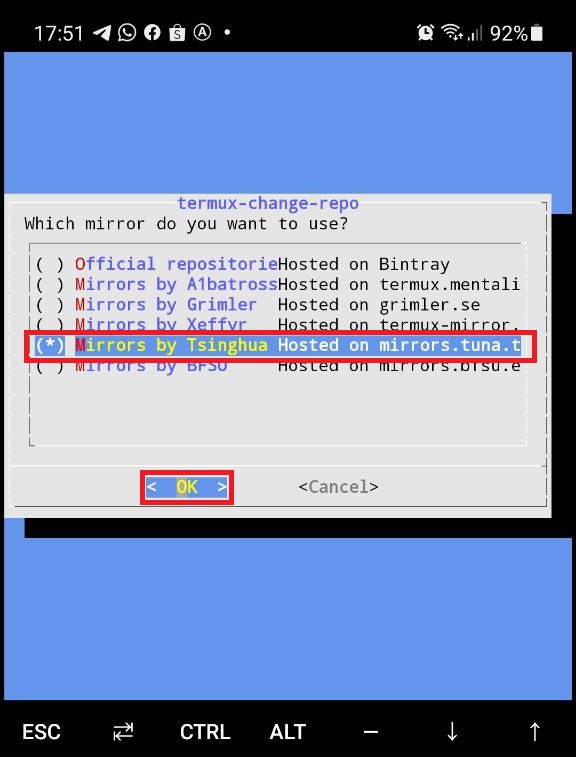 17:51 92%
termux-change-repo
Which mirror do you want to use?
( ) Official repositorie Hosted on Bintray
( ) Mirrors by A1batross Hosted on termux.mentali
( ) Mirrors by Grimler Hosted on grimler.se
( ) Mirrors by Xeffyr Hosted on termux-mirror.
(*) Mirrors by Tsinghua Hosted on mirrors.tuna.t
( ) Mirrors by BFSU Hosted on mirrors.bfsu.e
< OK > <Cancel>
ESC ⇄ CTRL ALT — ↓ ↑